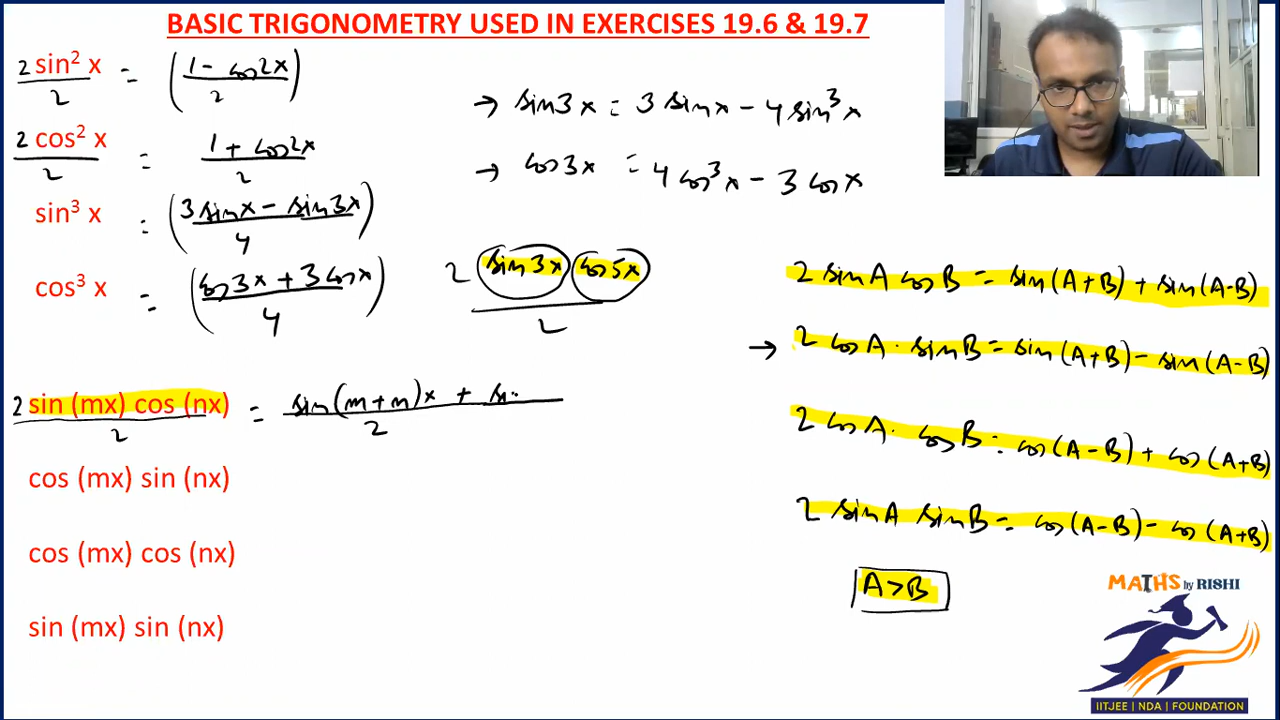 BASIC TRIGONOMETRY USED IN EXERCISES 19.6 & 19.7
2 sin² x / 2 = (1 - cos2x / 2)
2 cos² x / 2 = 1 + cos2x / 2
sin³ x = (3 sinx - sin3x / 4)
cos³ x = (cos3x + 3 cosx / 4)
2 sin (mx) cos (nx) / 2 = sin(m+n)x + si / 2
cos (mx) sin (nx)
cos (mx) cos (nx)
sin (mx) sin (nx)
→ sin3x = 3 sinx - 4 sin³x
→ cos3x = 4 cos³x - 3 cosx
2 sin3x cos5x / 2
2 sinA cosB = sin(A+B) + sin(A-B)
→ 2 cosA · sinB = sin(A+B) - sin(A-B)
2 cosA · cosB = cos(A-B) + cos(A+B)
2 sinA sinB = cos(A-B) - cos(A+B)
A>B
MATHS by RISHI
IITJEE | NDA | FOUNDATION